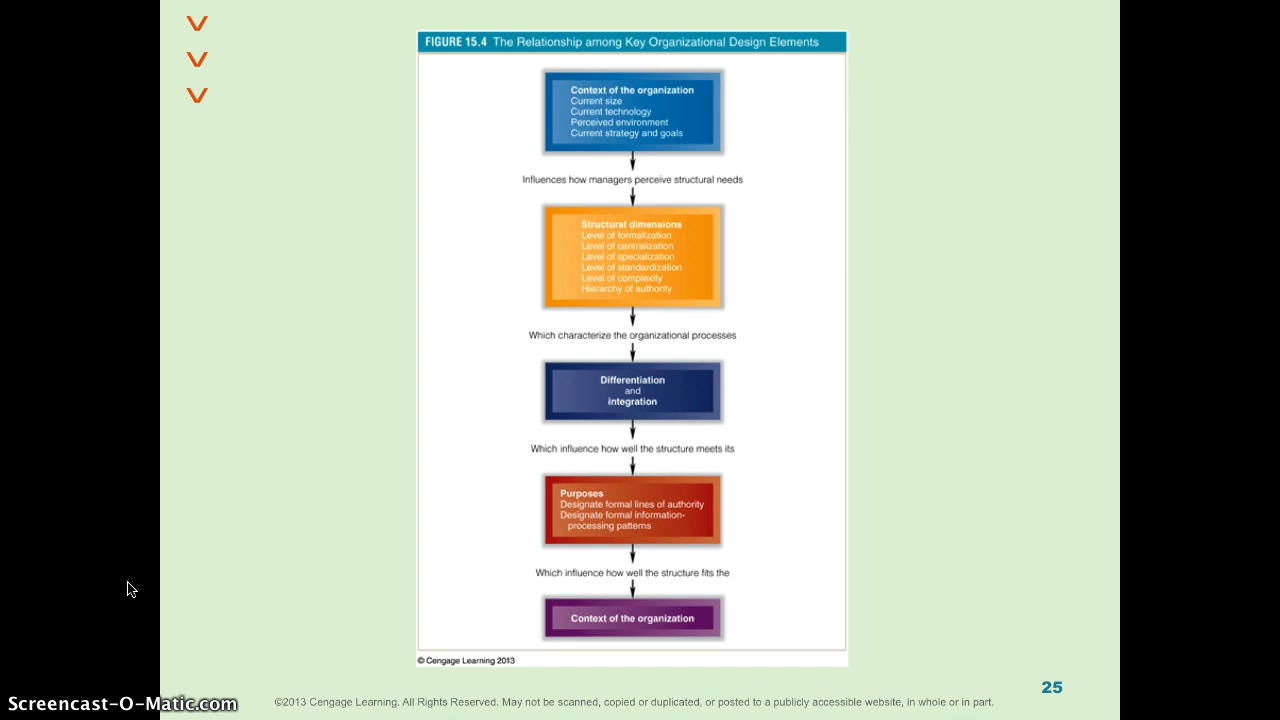 FIGURE 15.4 The Relationship among Key Organizational Design Elements
Context of the organization
Current size
Current technology
Perceived environment
Current strategy and goals
Influences how managers perceive structural needs
Structural dimensions
Level of formalization
Level of centralization
Level of specialization
Level of standardization
Level of complexity
Hierarchy of authority
Which characterize the organizational processes
Differentiation
and
integration
Which influence how well the structure meets its
Purposes
Designate formal lines of authority
Designate formal information-
processing patterns
Which influence how well the structure fits the
Context of the organization
© Cengage Learning 2013
25
©2013 Cengage Learning. All Rights Reserved. May not be scanned, copied or duplicated, or posted to a publicly accessible website, in whole or in part.
Screencast-O-Matic.com